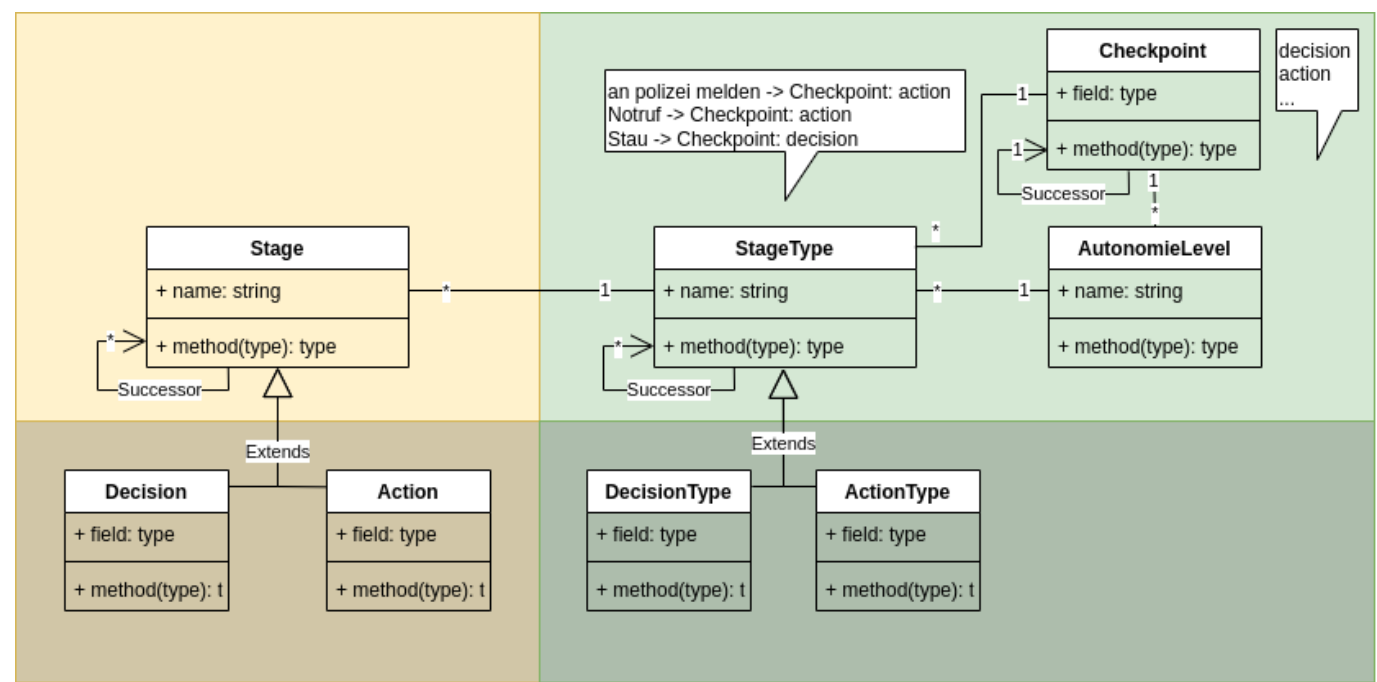 Checkpoint
+ field: type
+ method(type): type
1
1
Successor
decision
action
...
an polizei melden -> Checkpoint: action
Notruf -> Checkpoint: action
Stau -> Checkpoint: decision
1
*
*
Stage
+ name: string
+ method(type): type
*
Successor
*
1
StageType
+ name: string
+ method(type): type
*
Successor
*
1
AutonomieLevel
+ name: string
+ method(type): type
Extends
Extends
Decision
+ field: type
+ method(type): t
Action
+ field: type
+ method(type): t
DecisionType
+ field: type
+ method(type): t
ActionType
+ field: type
+ method(type): t